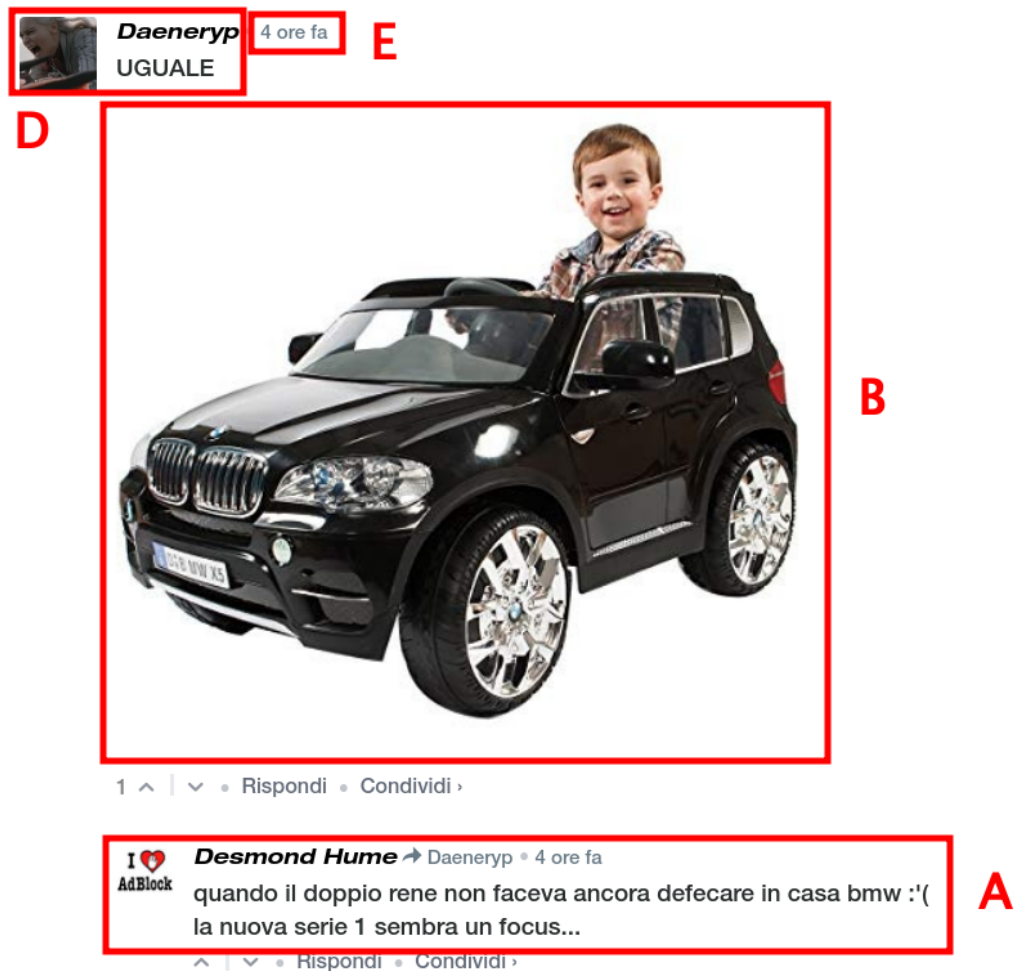 Daeneryp 4 ore fa E
UGUALE
D
B
MW X5
1 • Rispondi • Condividi ›
I
AdBlock
Desmond Hume Daeneryp • 4 ore fa
quando il doppio rene non faceva ancora defecare in casa bmw :'(
la nuova serie 1 sembra un focus...
A
Rispondi • Condividi ›